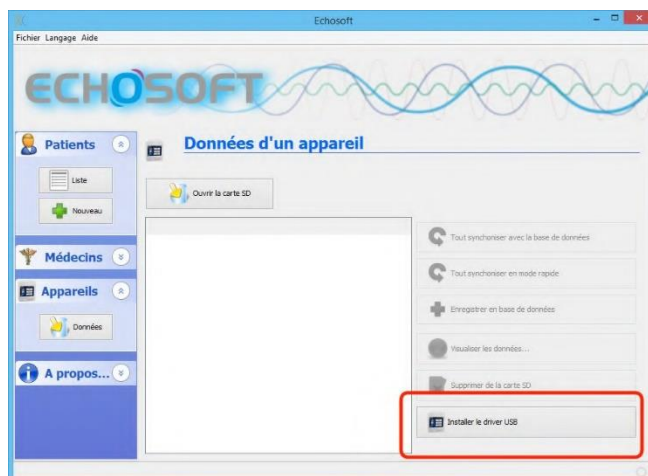 Echosoft
Fichier Langage Aide
ECHOSOFT
Patients
Liste
Nouveau
Médecins
Appareils
Données
A propos...
Données d'un appareil
Ouvrir la carte SD
Tout synchoniser avec la base de données
Tout synchoniser en mode rapide
Enregistrer en base de données
Visualiser les données...
Supprimer de la carte SD
Installer le driver USB